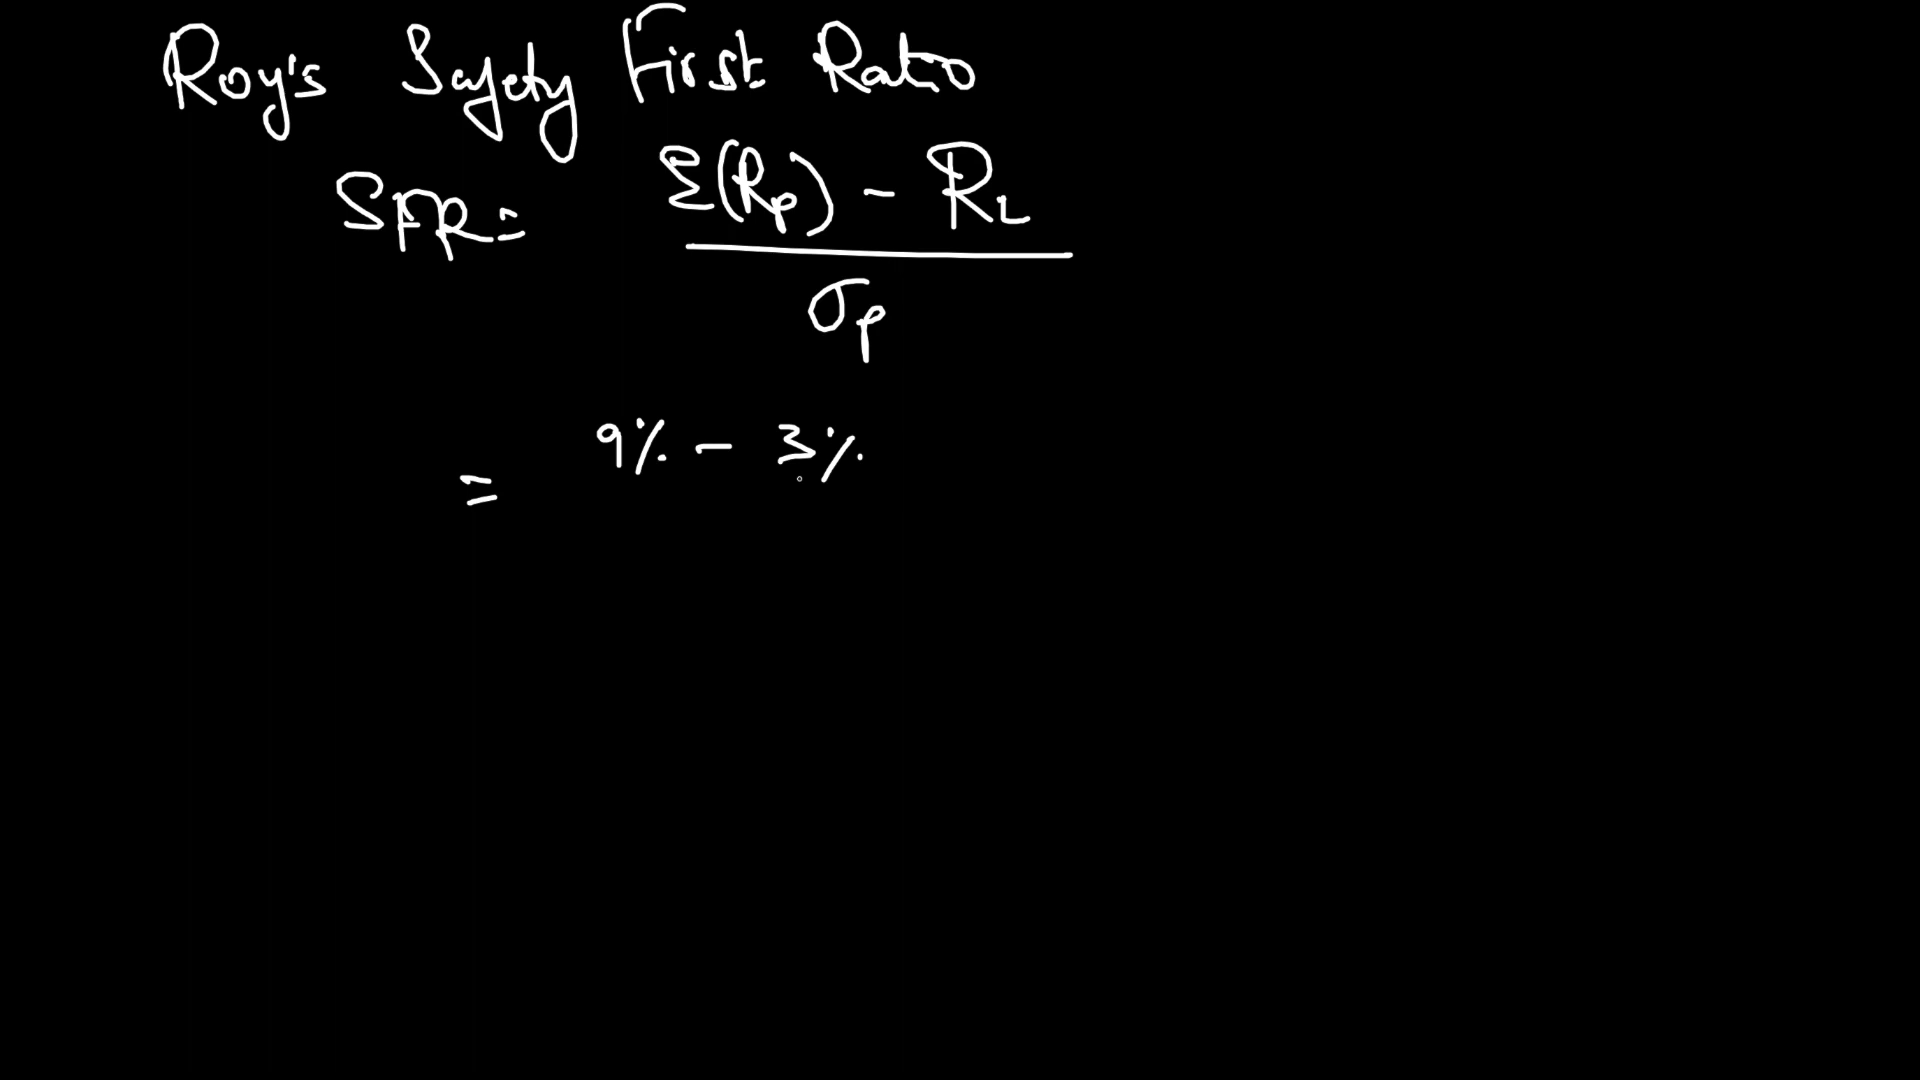 Roy's Safety First Ratio
SFR = Σ(Rp) - RL
σp
= 9% - 3%